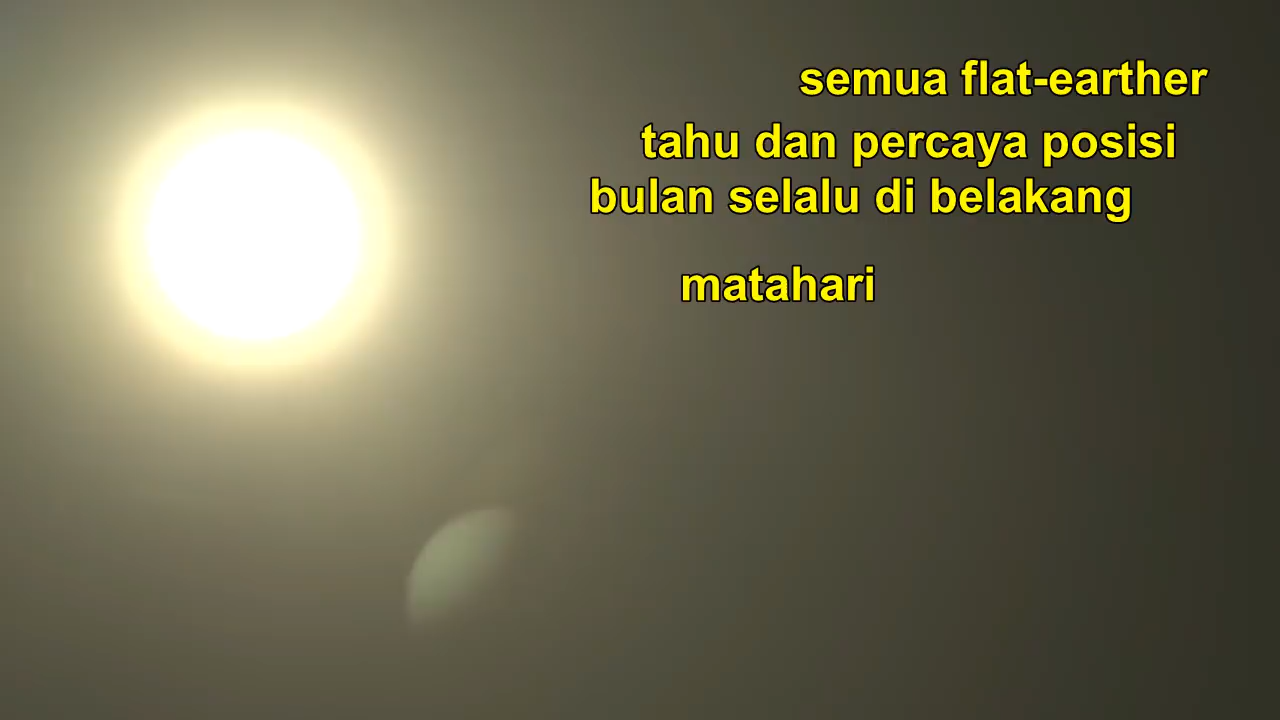 semua flat-earther
tahu dan percaya posisi
bulan selalu di belakang
matahari